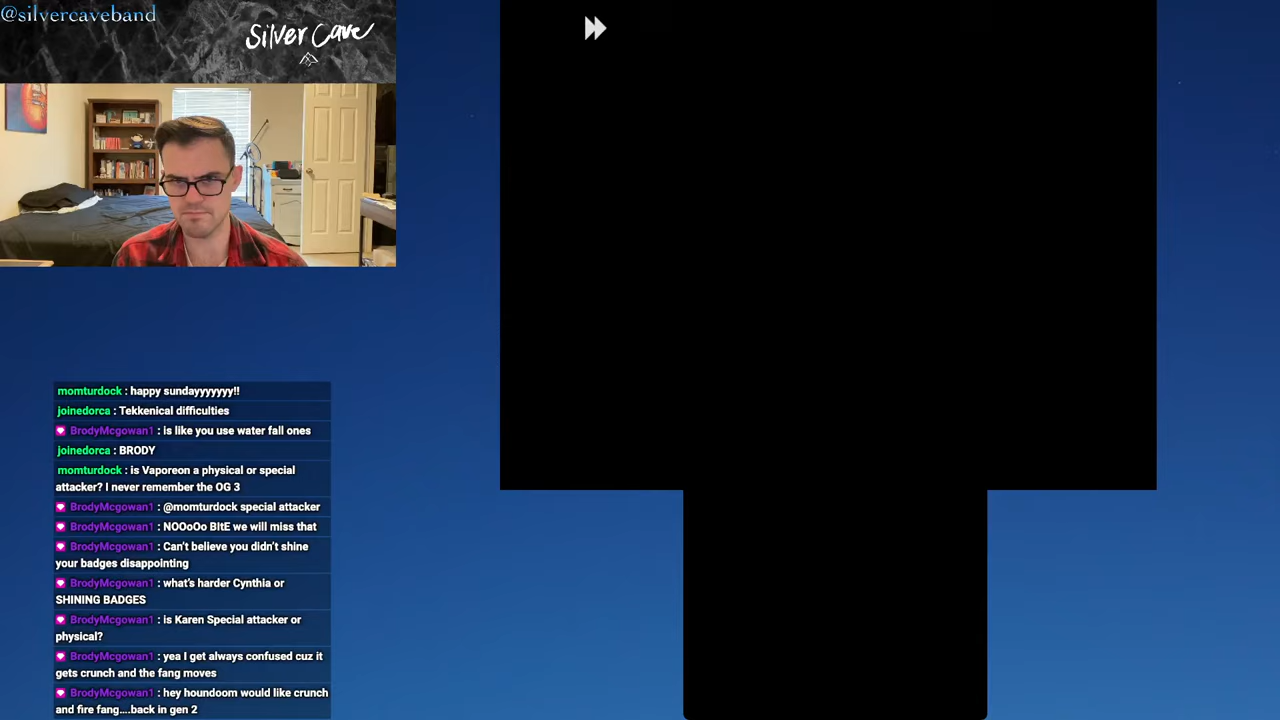 @silvercaveband
Silver Cave
momturdock : happy sundayyyyyyy!!
joinedorca : Tekkenical difficulties
BrodyMcgowan1 : is like you use water fall ones
joinedorca : BRODY
momturdock : is Vaporeon a physical or special
attacker? I never remember the OG 3
BrodyMcgowan1 : @momturdock special attacker
BrodyMcgowan1 : NOOoOo BItE we will miss that
BrodyMcgowan1 : Can't believe you didn't shine
your badges disappointing
BrodyMcgowan1 : what's harder Cynthia or
SHINING BADGES
BrodyMcgowan1 : is Karen Special attacker or
physical?
BrodyMcgowan1 : yea I get always confused cuz it
gets crunch and the fang moves
BrodyMcgowan1 : hey houndoom would like crunch
and fire fang....back in gen 2